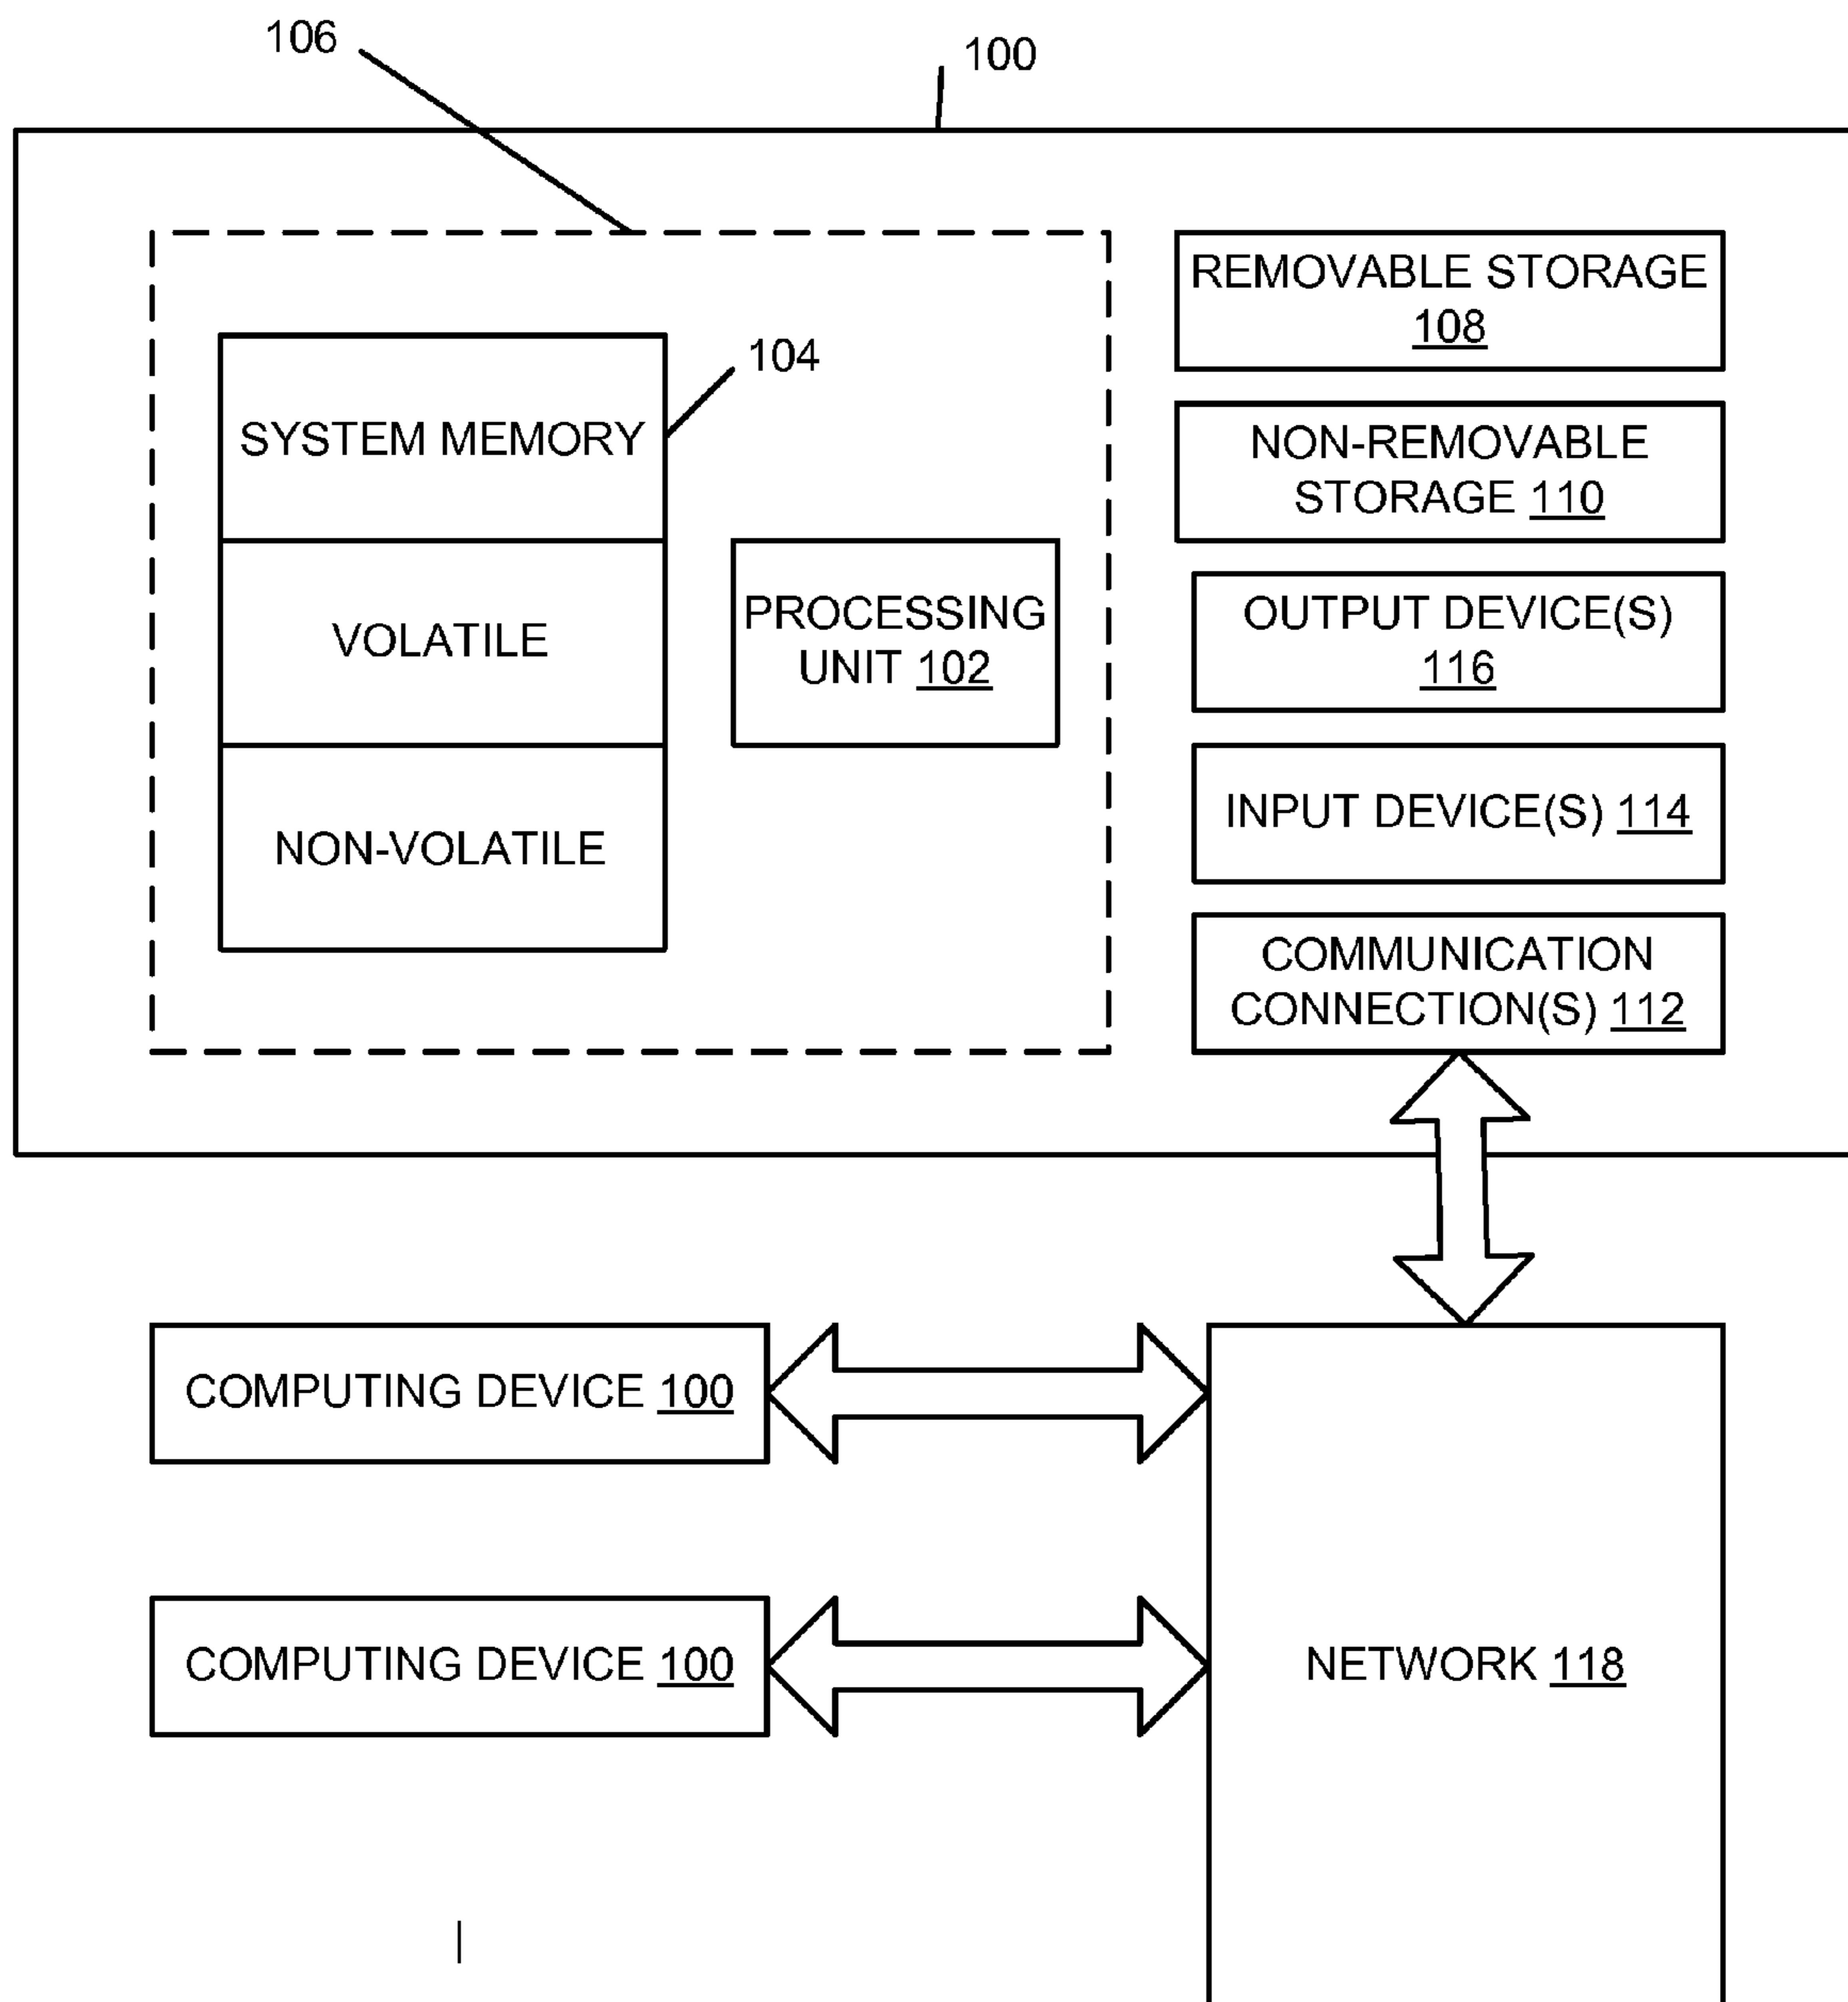 106
100
104
SYSTEM MEMORY
VOLATILE
NON-VOLATILE
PROCESSING
UNIT 102
REMOVABLE STORAGE
108
NON-REMOVABLE
STORAGE 110
OUTPUT DEVICE(S)
116
INPUT DEVICE(S) 114
COMMUNICATION
CONNECTION(S) 112
COMPUTING DEVICE 100
COMPUTING DEVICE 100
NETWORK 118